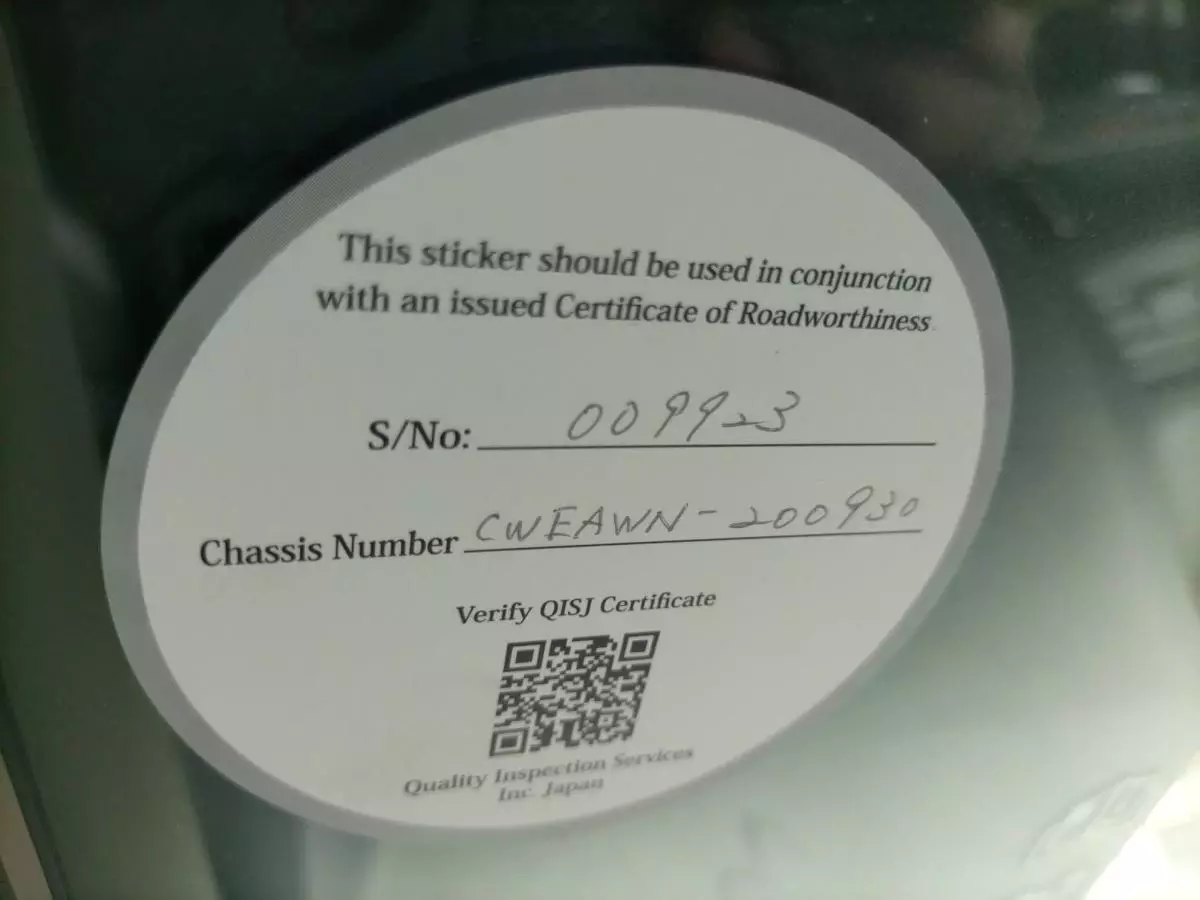 This sticker should be used in conjunction
with an issued Certificate of Roadworthiness
S/No: 009923
Chassis Number CWEAWN-200930
Verify QISJ Certificate
Quality Inspection Services
Inc. Japan